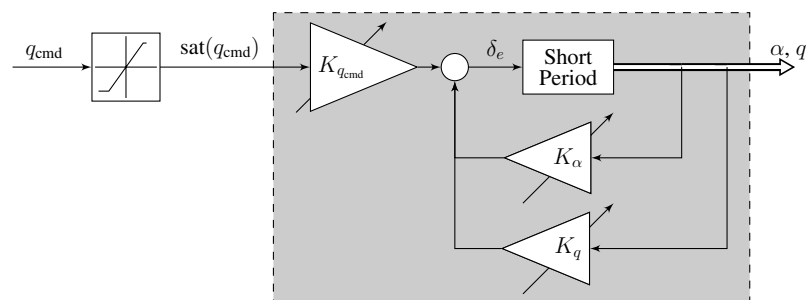 q_cmd
sat(q_cmd)
K_{q_cmd}
δ_e
Short
Period
α, q
K_α
K_q